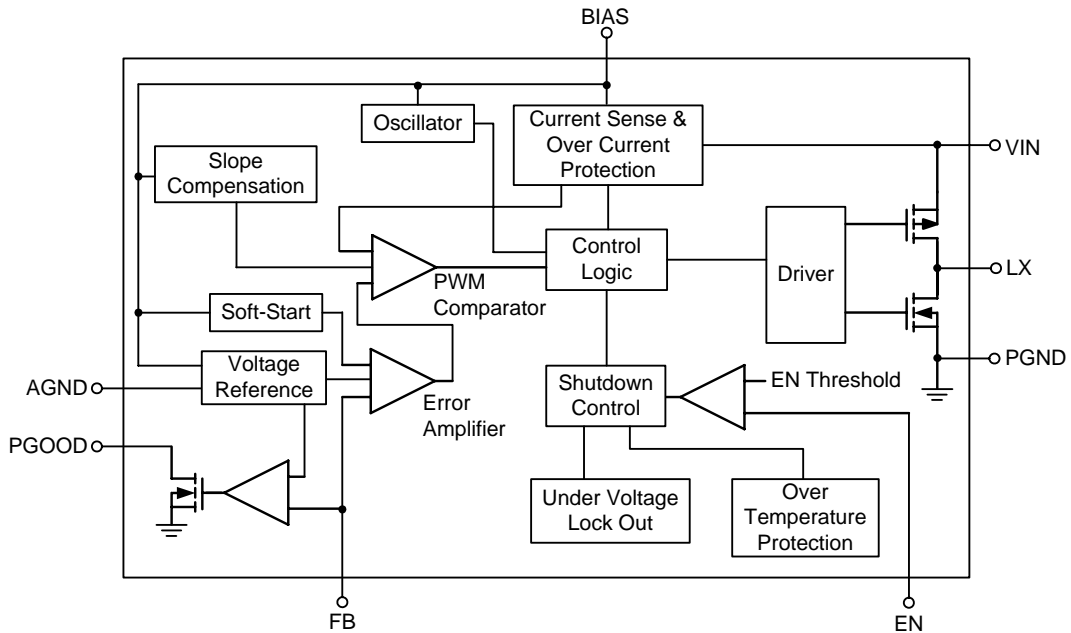 BIAS
Oscillator
Current Sense &
Over Current
Protection
VIN
Slope
Compensation
Control
Logic
Driver
LX
PWM
Comparator
Soft-Start
Voltage
Reference
AGND
Error
Amplifier
Shutdown
Control
EN Threshold
PGND
PGOOD
Under Voltage
Lock Out
Over
Temperature
Protection
FB
EN